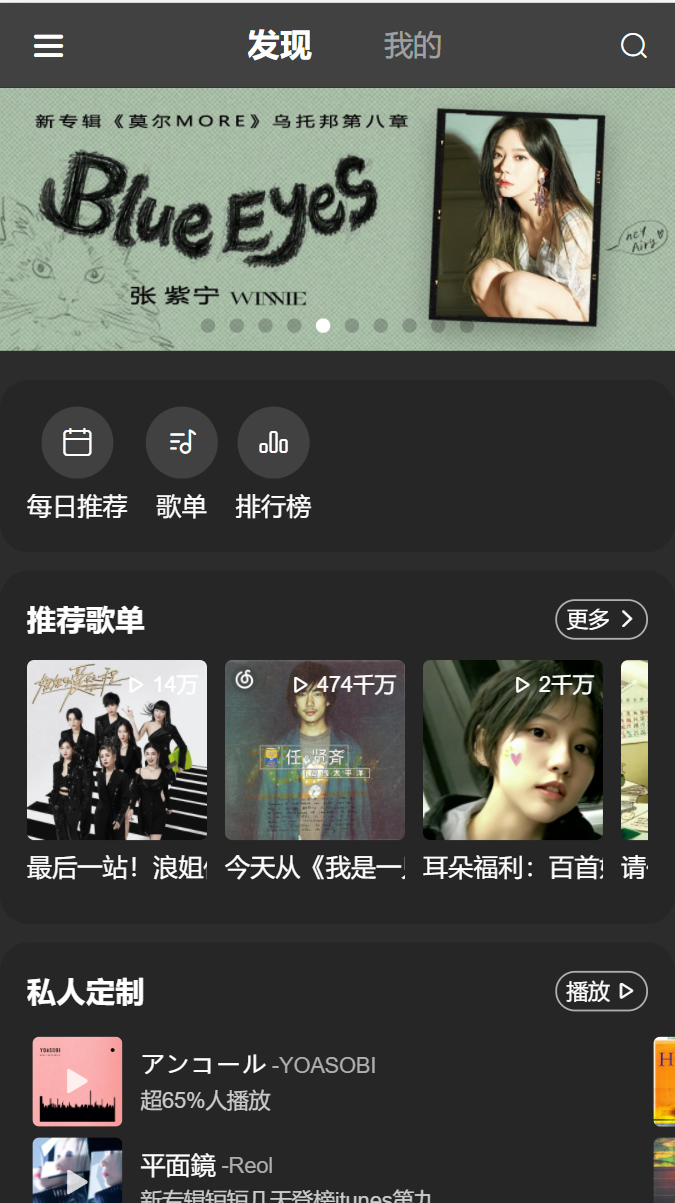 发现
我的
新专辑《莫尔MORE》乌托邦第八章
Blue Eyes
张紫宁 WINNIE
每日推荐
歌单
排行榜
推荐歌单
更多
14万
474千万
任贤齐
2千万
最后一站！浪姐
今天从《我是一
耳朵福利：百首
请
私人定制
播放
YOASOBI
アンコール -YOASOBI
超65%人播放
H
平面鏡 -Reol
新专辑短短几天登榜itunes第九